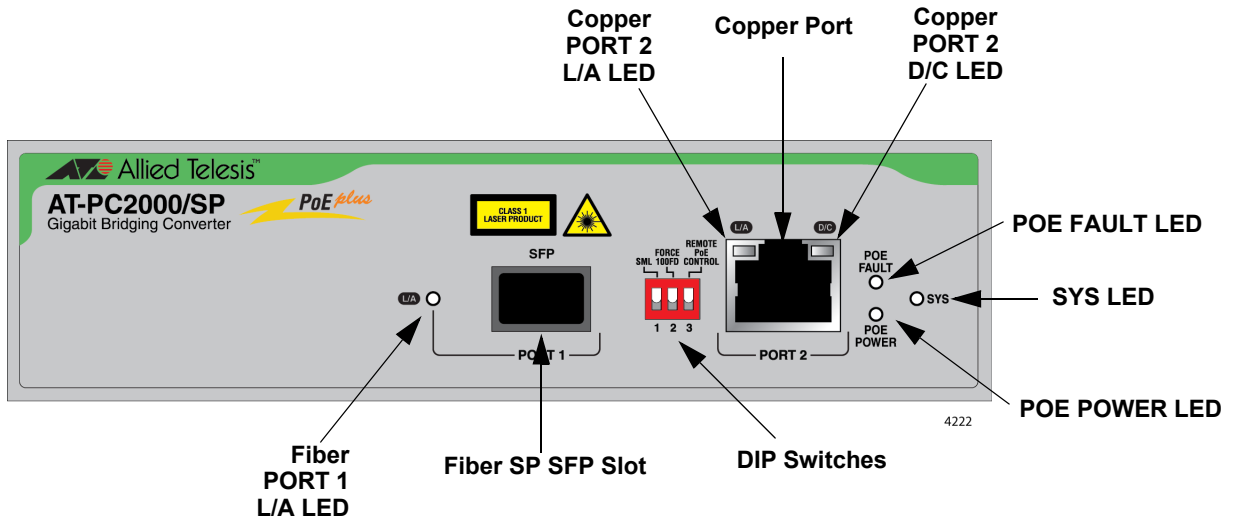 Copper
PORT 2
L/A LED
Copper Port
Copper
PORT 2
D/C LED
Allied Telesis™
AT-PC2000/SP
Gigabit Bridging Converter
PoE plus
CLASS 1
LASER PRODUCT
SFP
L/A
PORT 1
SML
FORCE
100FD
REMOTE
PoE
CONTROL
1 2 3
L/A
D/C
PORT 2
POE
FAULT
SYS
POE
POWER
POE FAULT LED
SYS LED
POE POWER LED
4222
Fiber
PORT 1
L/A LED
Fiber SP SFP Slot
DIP Switches